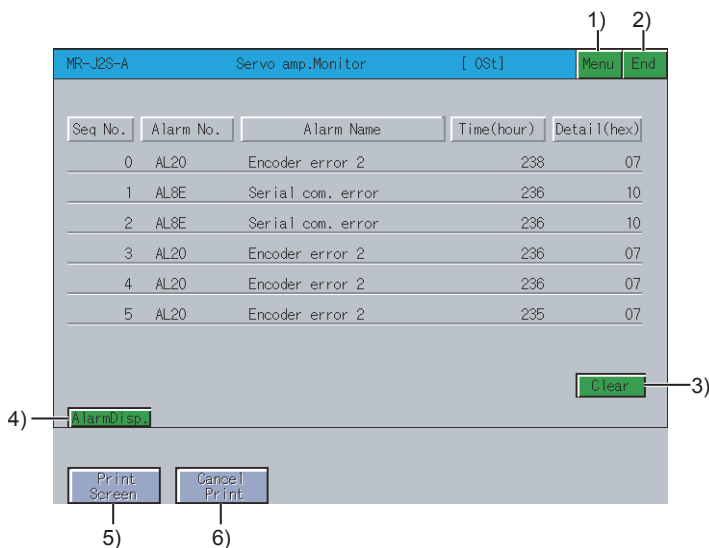 1) 2)
MR-J2S-A Servo amp.Monitor [ 0St] Menu End
Seq No. Alarm No. Alarm Name Time(hour) Detail(hex)
0 AL20 Encoder error 2 238 07
1 AL8E Serial com. error 236 10
2 AL8E Serial com. error 236 10
3 AL20 Encoder error 2 236 07
4 AL20 Encoder error 2 236 07
5 AL20 Encoder error 2 235 07
Clear 3)
4) AlarmDisp.
Print Cancel
Screen Print
5) 6)